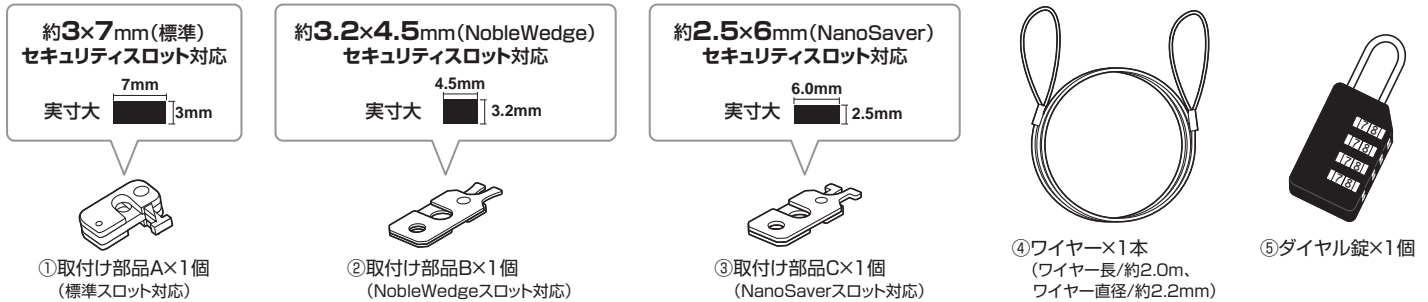 約3×7mm(標準)
セキュリティスロット対応
7mm
実寸大
3mm
①取付け部品A×1個
(標準スロット対応)
約3.2×4.5mm(NobleWedge)
セキュリティスロット対応
4.5mm
実寸大
3.2mm
②取付け部品B×1個
(NobleWedgeスロット対応)
約2.5×6mm(NanoSaver)
セキュリティスロット対応
6.0mm
実寸大
2.5mm
③取付け部品C×1個
(NanoSaverスロット対応)
④ワイヤー×1本
(ワイヤー長/約2.0m、
ワイヤー直径/約2.2mm)
7 8
7 8
7 8
7 8
⑤ダイヤル錠×1個